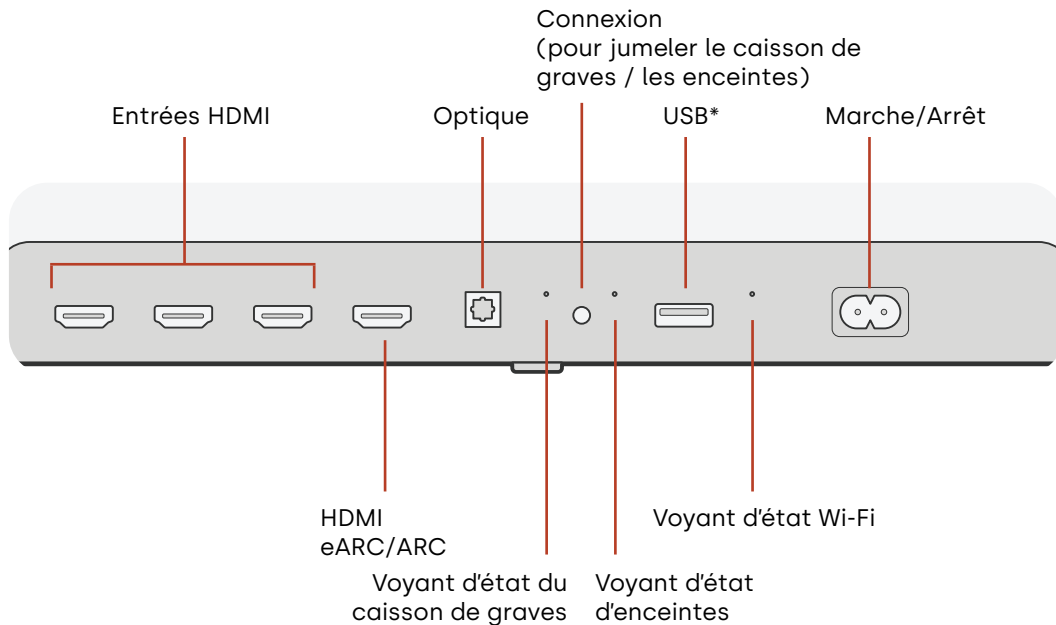 Connexion
(pour jumeler le caisson de
graves / les enceintes)
Entrées HDMI
Optique
USB*
Marche/Arrêt
HDMI
eARC/ARC
Voyant d'état Wi-Fi
Voyant d'état du
caisson de graves
Voyant d'état
d'enceintes